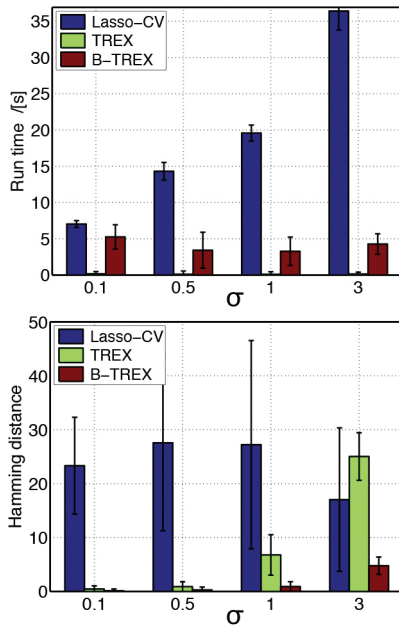 35
30
25
20
15
10
5
0
Run time /[s]
Lasso-CV
TREX
B-TREX
0.1 0.5 1 3
σ
50
40
30
20
10
0
Hamming distance
Lasso-CV
TREX
B-TREX
0.1 0.5 1 3
σ